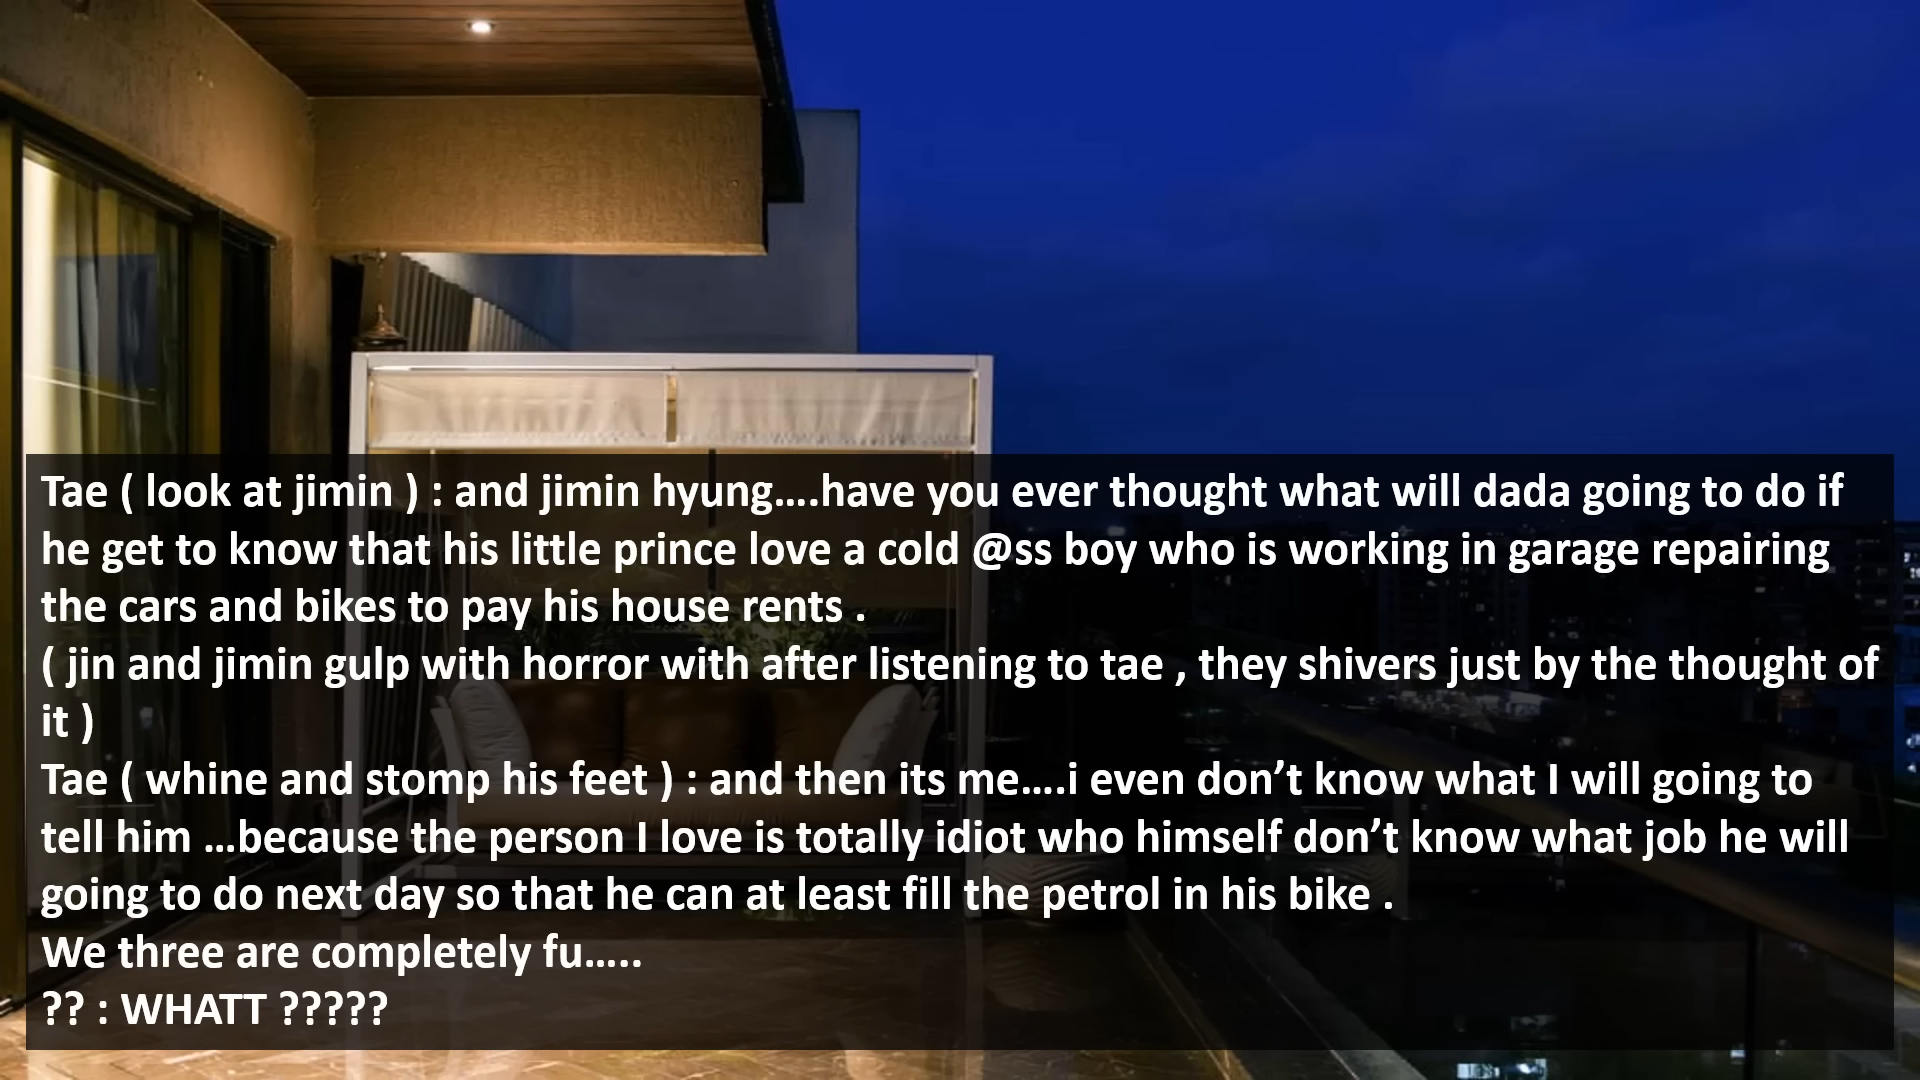 Tae ( look at jimin ) : and jimin hyung....have you ever thought what will dada going to do if
he get to know that his little prince love a cold @ss boy who is working in garage repairing
the cars and bikes to pay his house rents .
( jin and jimin gulp with horror with after listening to tae , they shivers just by the thought of
it )
Tae ( whine and stomp his feet ) : and then its me....i even don’t know what I will going to
tell him ...because the person I love is totally idiot who himself don’t know what job he will
going to do next day so that he can at least fill the petrol in his bike .
We three are completely fu.....
?? : WHATT ?????